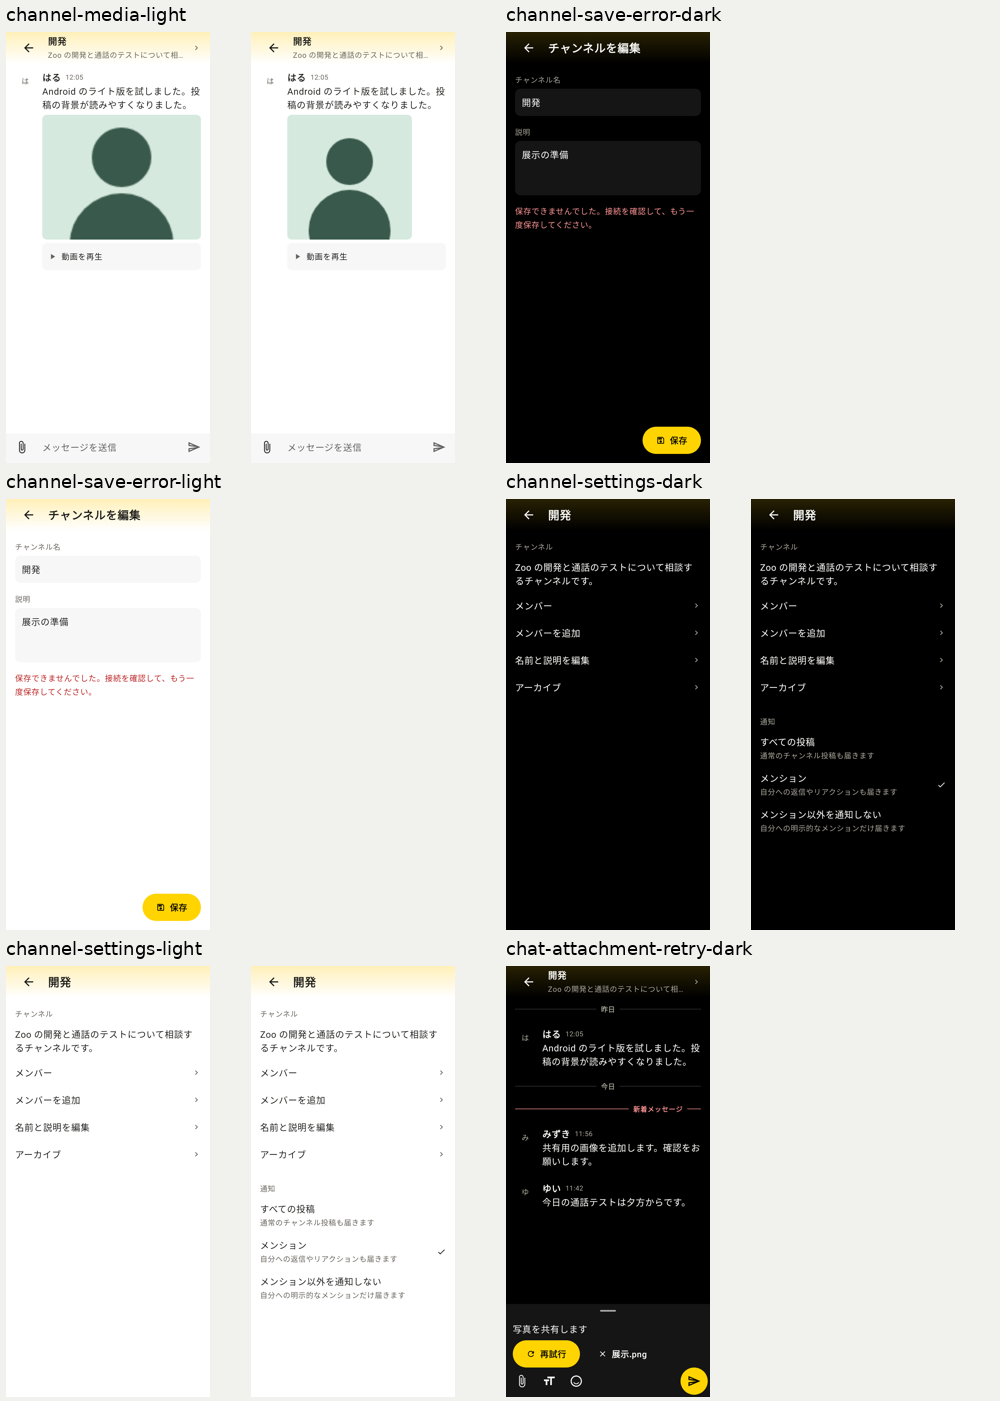 channel-media-light
開発
Zoo の開発と通話のテストについて相...
は
はる 12:05
Android のライト版を試しました。投
稿の背景が読みやすくなりました。
動画を再生
メッセージを送信
開発
Zoo の開発と通話のテストについて相...
は
はる 12:05
Android のライト版を試しました。投
稿の背景が読みやすくなりました。
動画を再生
メッセージを送信
channel-save-error-dark
チャンネルを編集
チャンネル名
開発
説明
展示の準備
保存できませんでした。接続を確認して、もう一
度保存してください。
保存
channel-save-error-light
チャンネルを編集
チャンネル名
開発
説明
展示の準備
保存できませんでした。接続を確認して、もう一
度保存してください。
保存
channel-settings-dark
開発
チャンネル
Zoo の開発と通話のテストについて相談す
るチャンネルです。
メンバー
メンバーを追加
名前と説明を編集
アーカイブ
開発
チャンネル
Zoo の開発と通話のテストについて相談す
るチャンネルです。
メンバー
メンバーを追加
名前と説明を編集
アーカイブ
通知
すべての投稿
通常のチャンネル投稿も届きます
メンション
自分への返信やリアクションも届きます
メンション以外を通知しない
自分への明示的なメンションだけ届きます
channel-settings-light
開発
チャンネル
Zoo の開発と通話のテストについて相談す
るチャンネルです。
メンバー
メンバーを追加
名前と説明を編集
アーカイブ
開発
チャンネル
Zoo の開発と通話のテストについて相談す
るチャンネルです。
メンバー
メンバーを追加
名前と説明を編集
アーカイブ
通知
すべての投稿
通常のチャンネル投稿も届きます
メンション
自分への返信やリアクションも届きます
メンション以外を通知しない
自分への明示的なメンションだけ届きます
chat-attachment-retry-dark
開発
Zoo の開発と通話のテストについて相...
昨日
は
はる 12:05
Android のライト版を試しました。投
稿の背景が読みやすくなりました。
今日
新着メッセージ
み
みずき 11:56
共有用の画像を追加します。確認をお
願いします。
ゆ
ゆい 11:42
今日の通話テストは夕方からです。
写真を共有します
再試行
展示.png